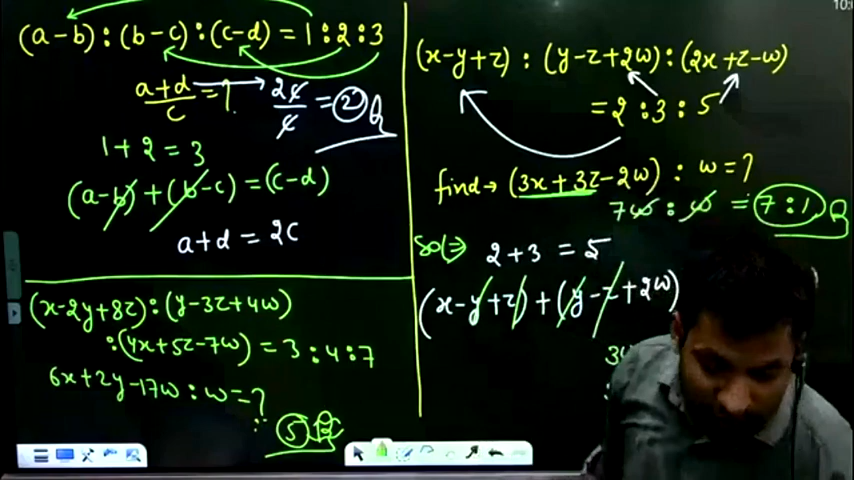 (a-b) : (b-c) : (c-d) = 1 : 2 : 3
(a+d)/c = ? 2c/c = (2)
1 + 2 = 3
(a-b) + (b-c) = (c-d)
a+d = 2c
(x-2y+8z) : (y-3z+4w)
: (4x+5z-7w) = 3 : 4 : 7
6x+2y-17w : w = ?
(5)
10:
(x-y+z) : (y-z+2w) : (2x+z-w)
= 2 : 3 : 5
find→ (3x+3z-2w) : w = ?
7w : w = 7 : 1
Sol⇒ 2+3 = 5
(x-y+z) + (y-z+2w)